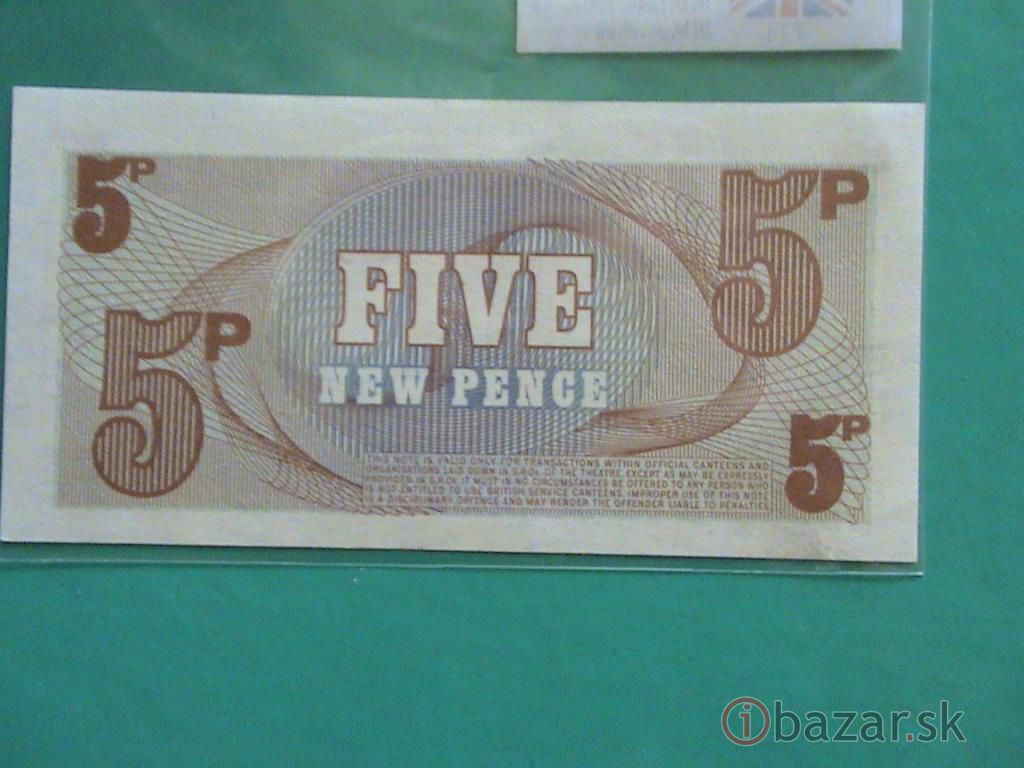 5P
5P
FIVE
5P
NEW PENCE
5P
THIS NOTE IS VALID ONLY FOR TRANSACTIONS WITHIN OFFICIAL CANTEENS AND
ORGANISATIONS LAID DOWN IN G.R.Os. OF THE THEATRE. EXCEPT AS MAY BE EXPRESSLY
PROVIDED IN G.R.Os. IT MUST IN NO CIRCUMSTANCES BE OFFERED TO ANY PERSON WHO
IS NOT ENTITLED TO USE BRITISH SERVICE CANTEENS. IMPROPER USE OF THIS NOTE
IS A DISCIPLINARY OFFENCE AND MAY RENDER THE OFFENDER LIABLE TO PENALTIES
ibazar.sk